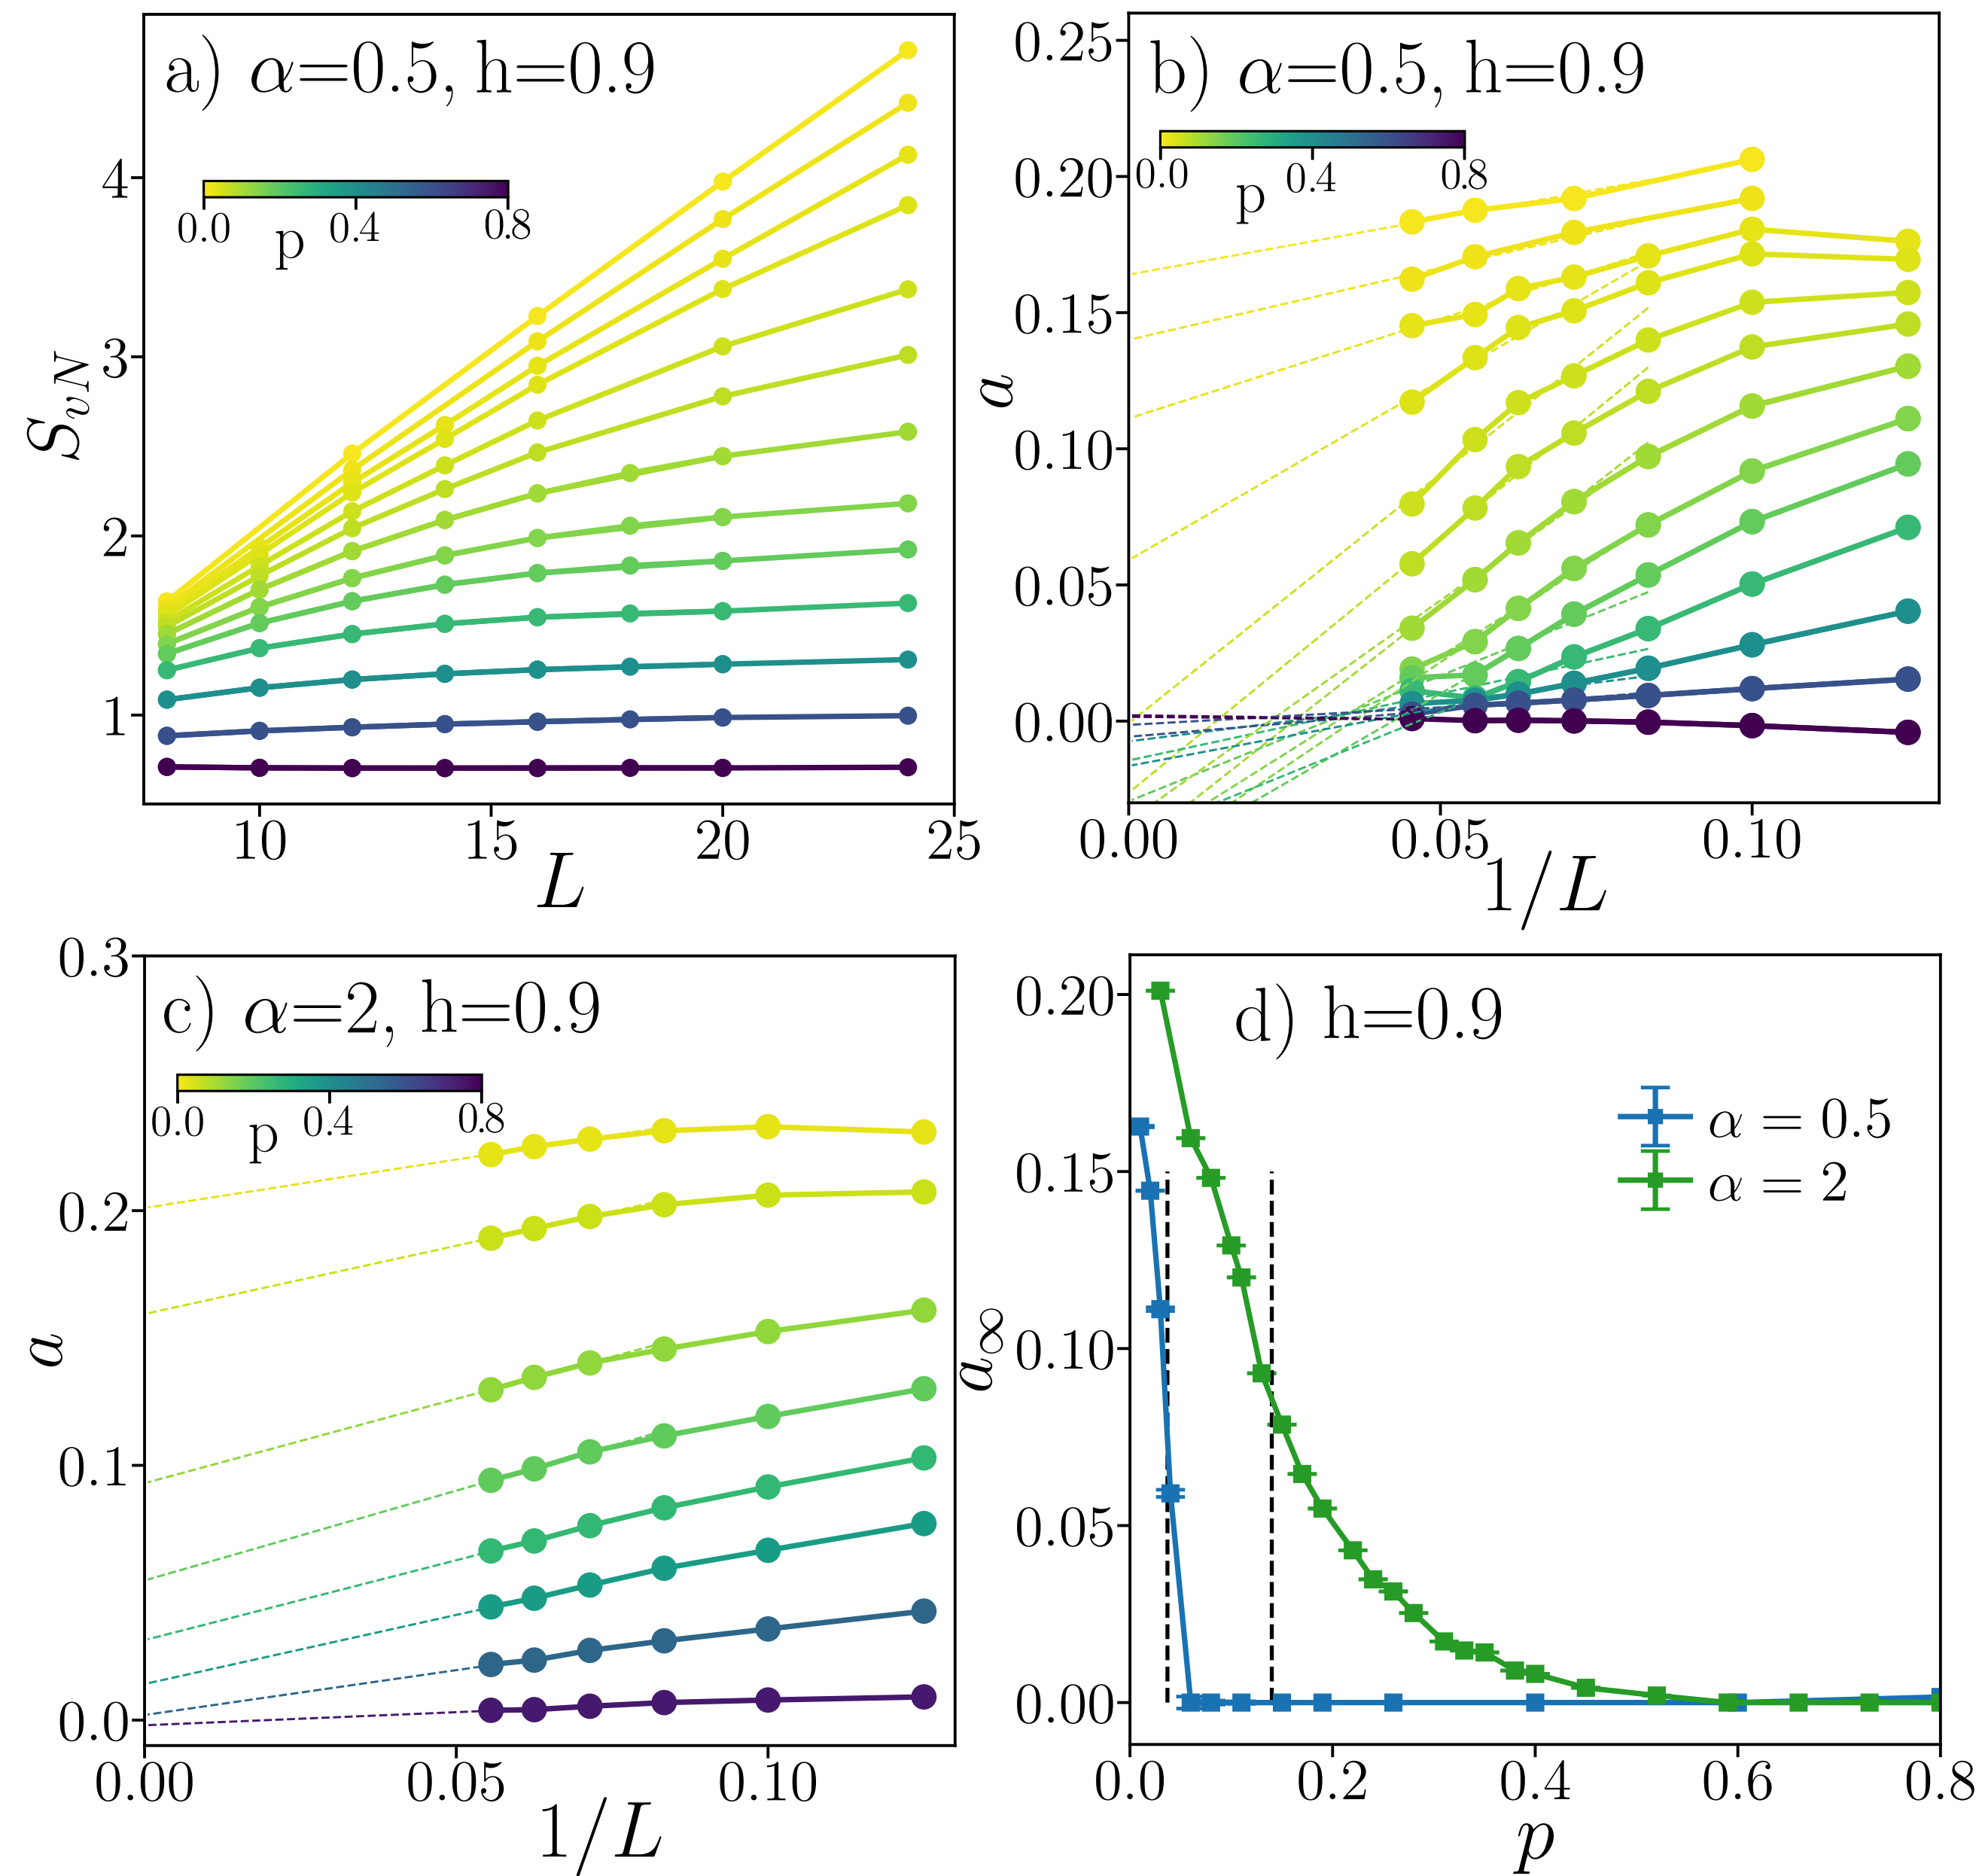 a) α=0.5, h=0.9
0.0 0.4 0.8
p
4
3
2
1
S_{vN}
10 15 20 25
L
b) α=0.5, h=0.9
0.0 0.4 0.8
p
0.25
0.20
0.15
0.10
0.05
0.00
a
0.00 0.05 0.10
1/L
c) α=2, h=0.9
0.0 0.4 0.8
p
0.3
0.2
0.1
0.0
a
0.00 0.05 0.10
1/L
d) h=0.9
α = 0.5
α = 2
0.20
0.15
0.10
0.05
0.00
a_∞
0.0 0.2 0.4 0.6 0.8
p